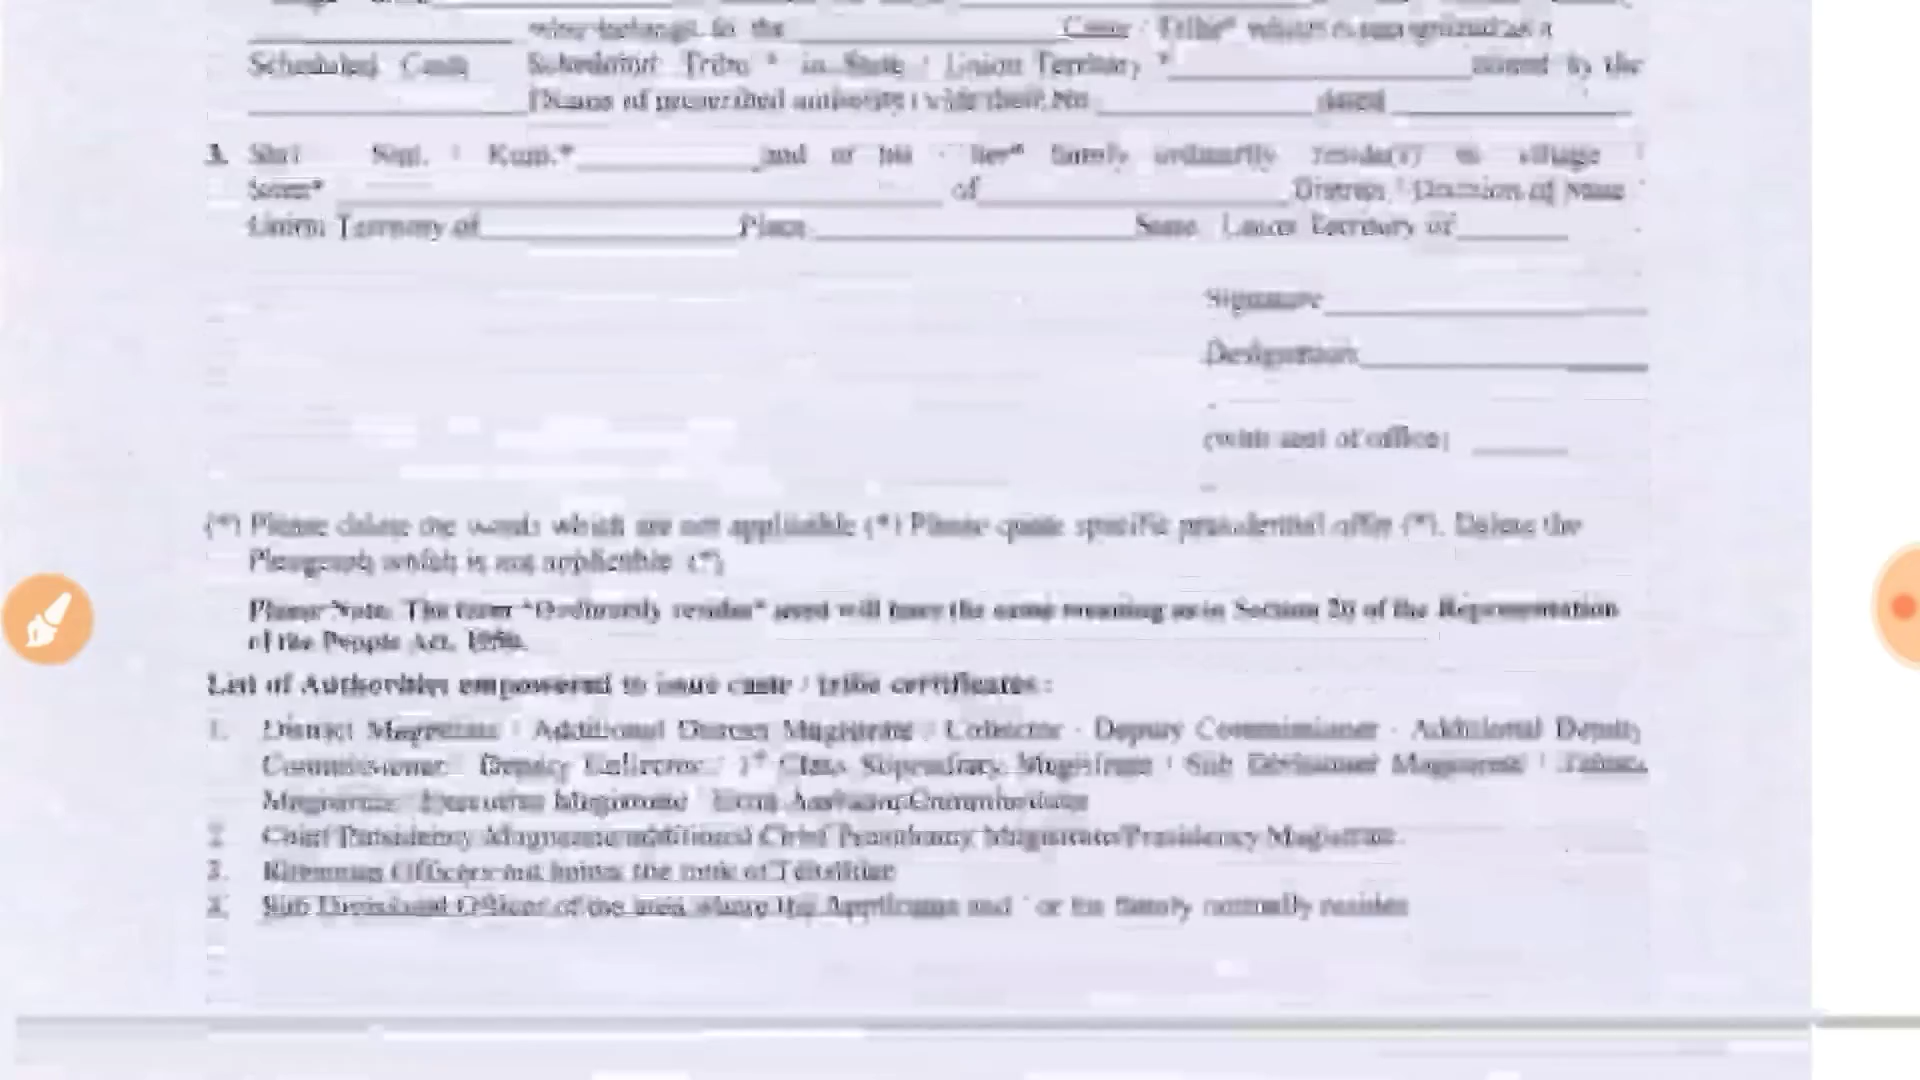 who belongs to the Caste / Tribe* which is recognized as a
Scheduled Caste Scheduled Tribe * in State / Union Territory * issued by the
Name of prescribed authority vide their No dated
3. Shri Smt. / Kum.* and or his / her* family ordinarily reside(s) in village /
town* of District / Division of State /
Union Territory of Place State Union Territory of
Signature
Designation
(with seal of office)
(*) Please delete the words which are not applicable (*) Please quote specific presidential (*). Delete the
which is not applicable (*)
Please Note: The term "Ordinarily used will have the same meaning as in Section 20 of the Representation
of the People Act, 1950.
List of Authorities empowered to issue caste / tribe certificates :
1. District Magistrate / Additional District Magistrate / Collector / Deputy Commissioner / Additional Deputy
Commissioner / Deputy Collector / 1st Class Stipendiary Magistrate / Sub Divisional Magistrate / Taluka
Magistrate / Executive Magistrate / Extra Assistant Commissioner
2. Chief Presidency Magistrate/additional Chief Presidency Magistrate/Presidency Magistrate
3. Revenue Officers not below the rank of Tehsildar
4. Sub Divisional Officer of the area where the and / or his family normally resides